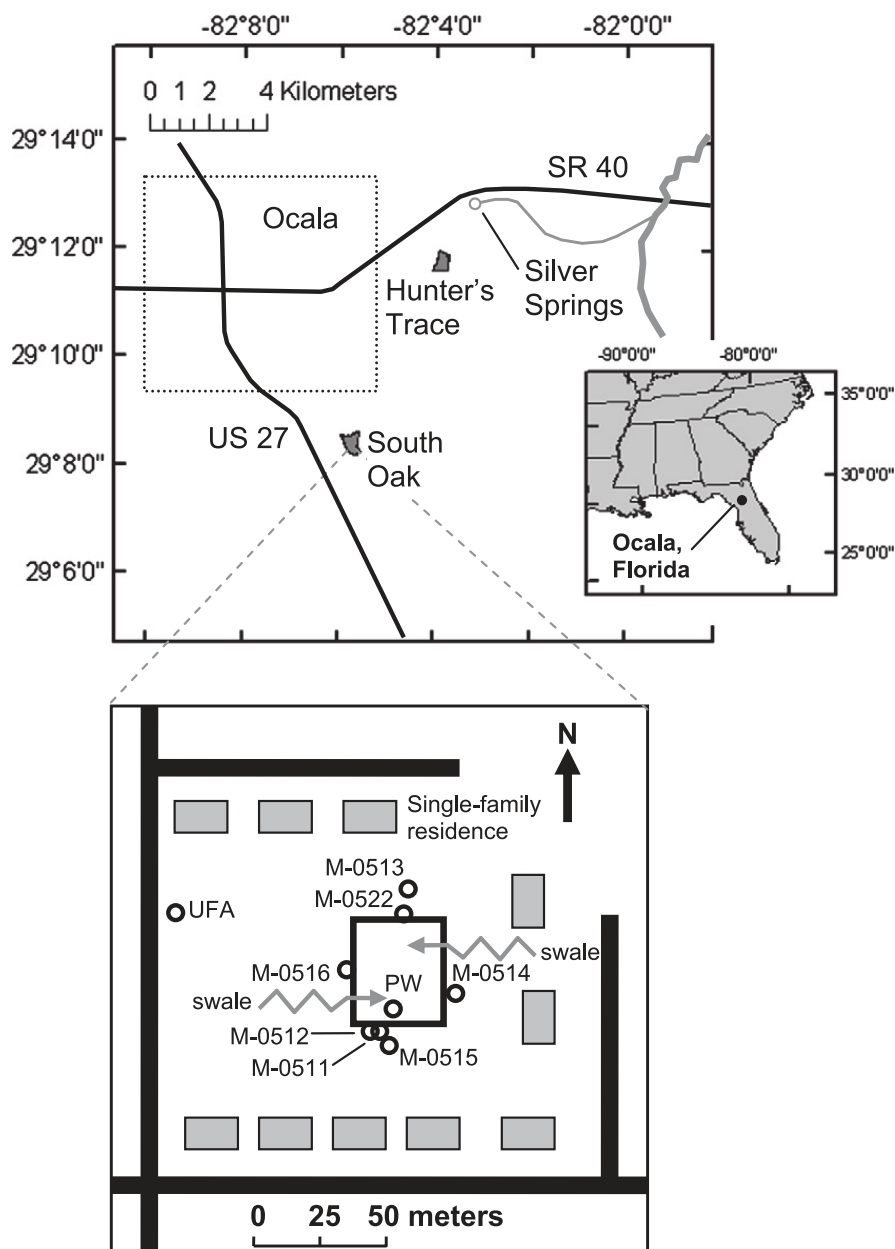 -82°8'0" -82°4'0" -82°0'0"
0 1 2 4 Kilometers
29°14'0"
SR 40
Ocala
29°12'0"
Silver
Springs
Hunter's
Trace
29°10'0"
-90°0'0" -80°0'0"
35°0'0"
US 27
South
Oak
29°8'0"
30°0'0"
Ocala,
Florida
25°0'0"
29°6'0"
N
Single-family
residence
M-0513
M-0522
UFA
swale
M-0516
M-0514
PW
swale
M-0512
M-0511
M-0515
0 25 50 meters